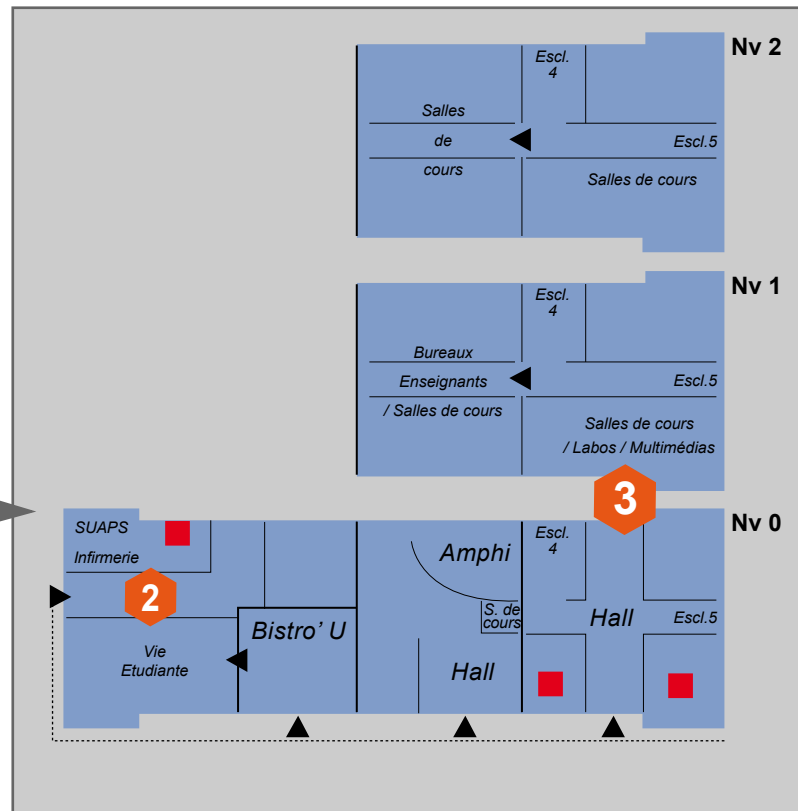 Nv 2
Escl.
4
Salles
de
cours
Escl.5
Salles de cours
Nv 1
Escl.
4
Bureaux
Enseignants
/ Salles de cours
Escl.5
Salles de cours
/ Labos / Multimédias
3
Nv 0
SUAPS
Infirmerie
2
Vie
Etudiante
Bistro' U
Amphi
S. de
cours
Hall
Escl.
4
Hall
Escl.5